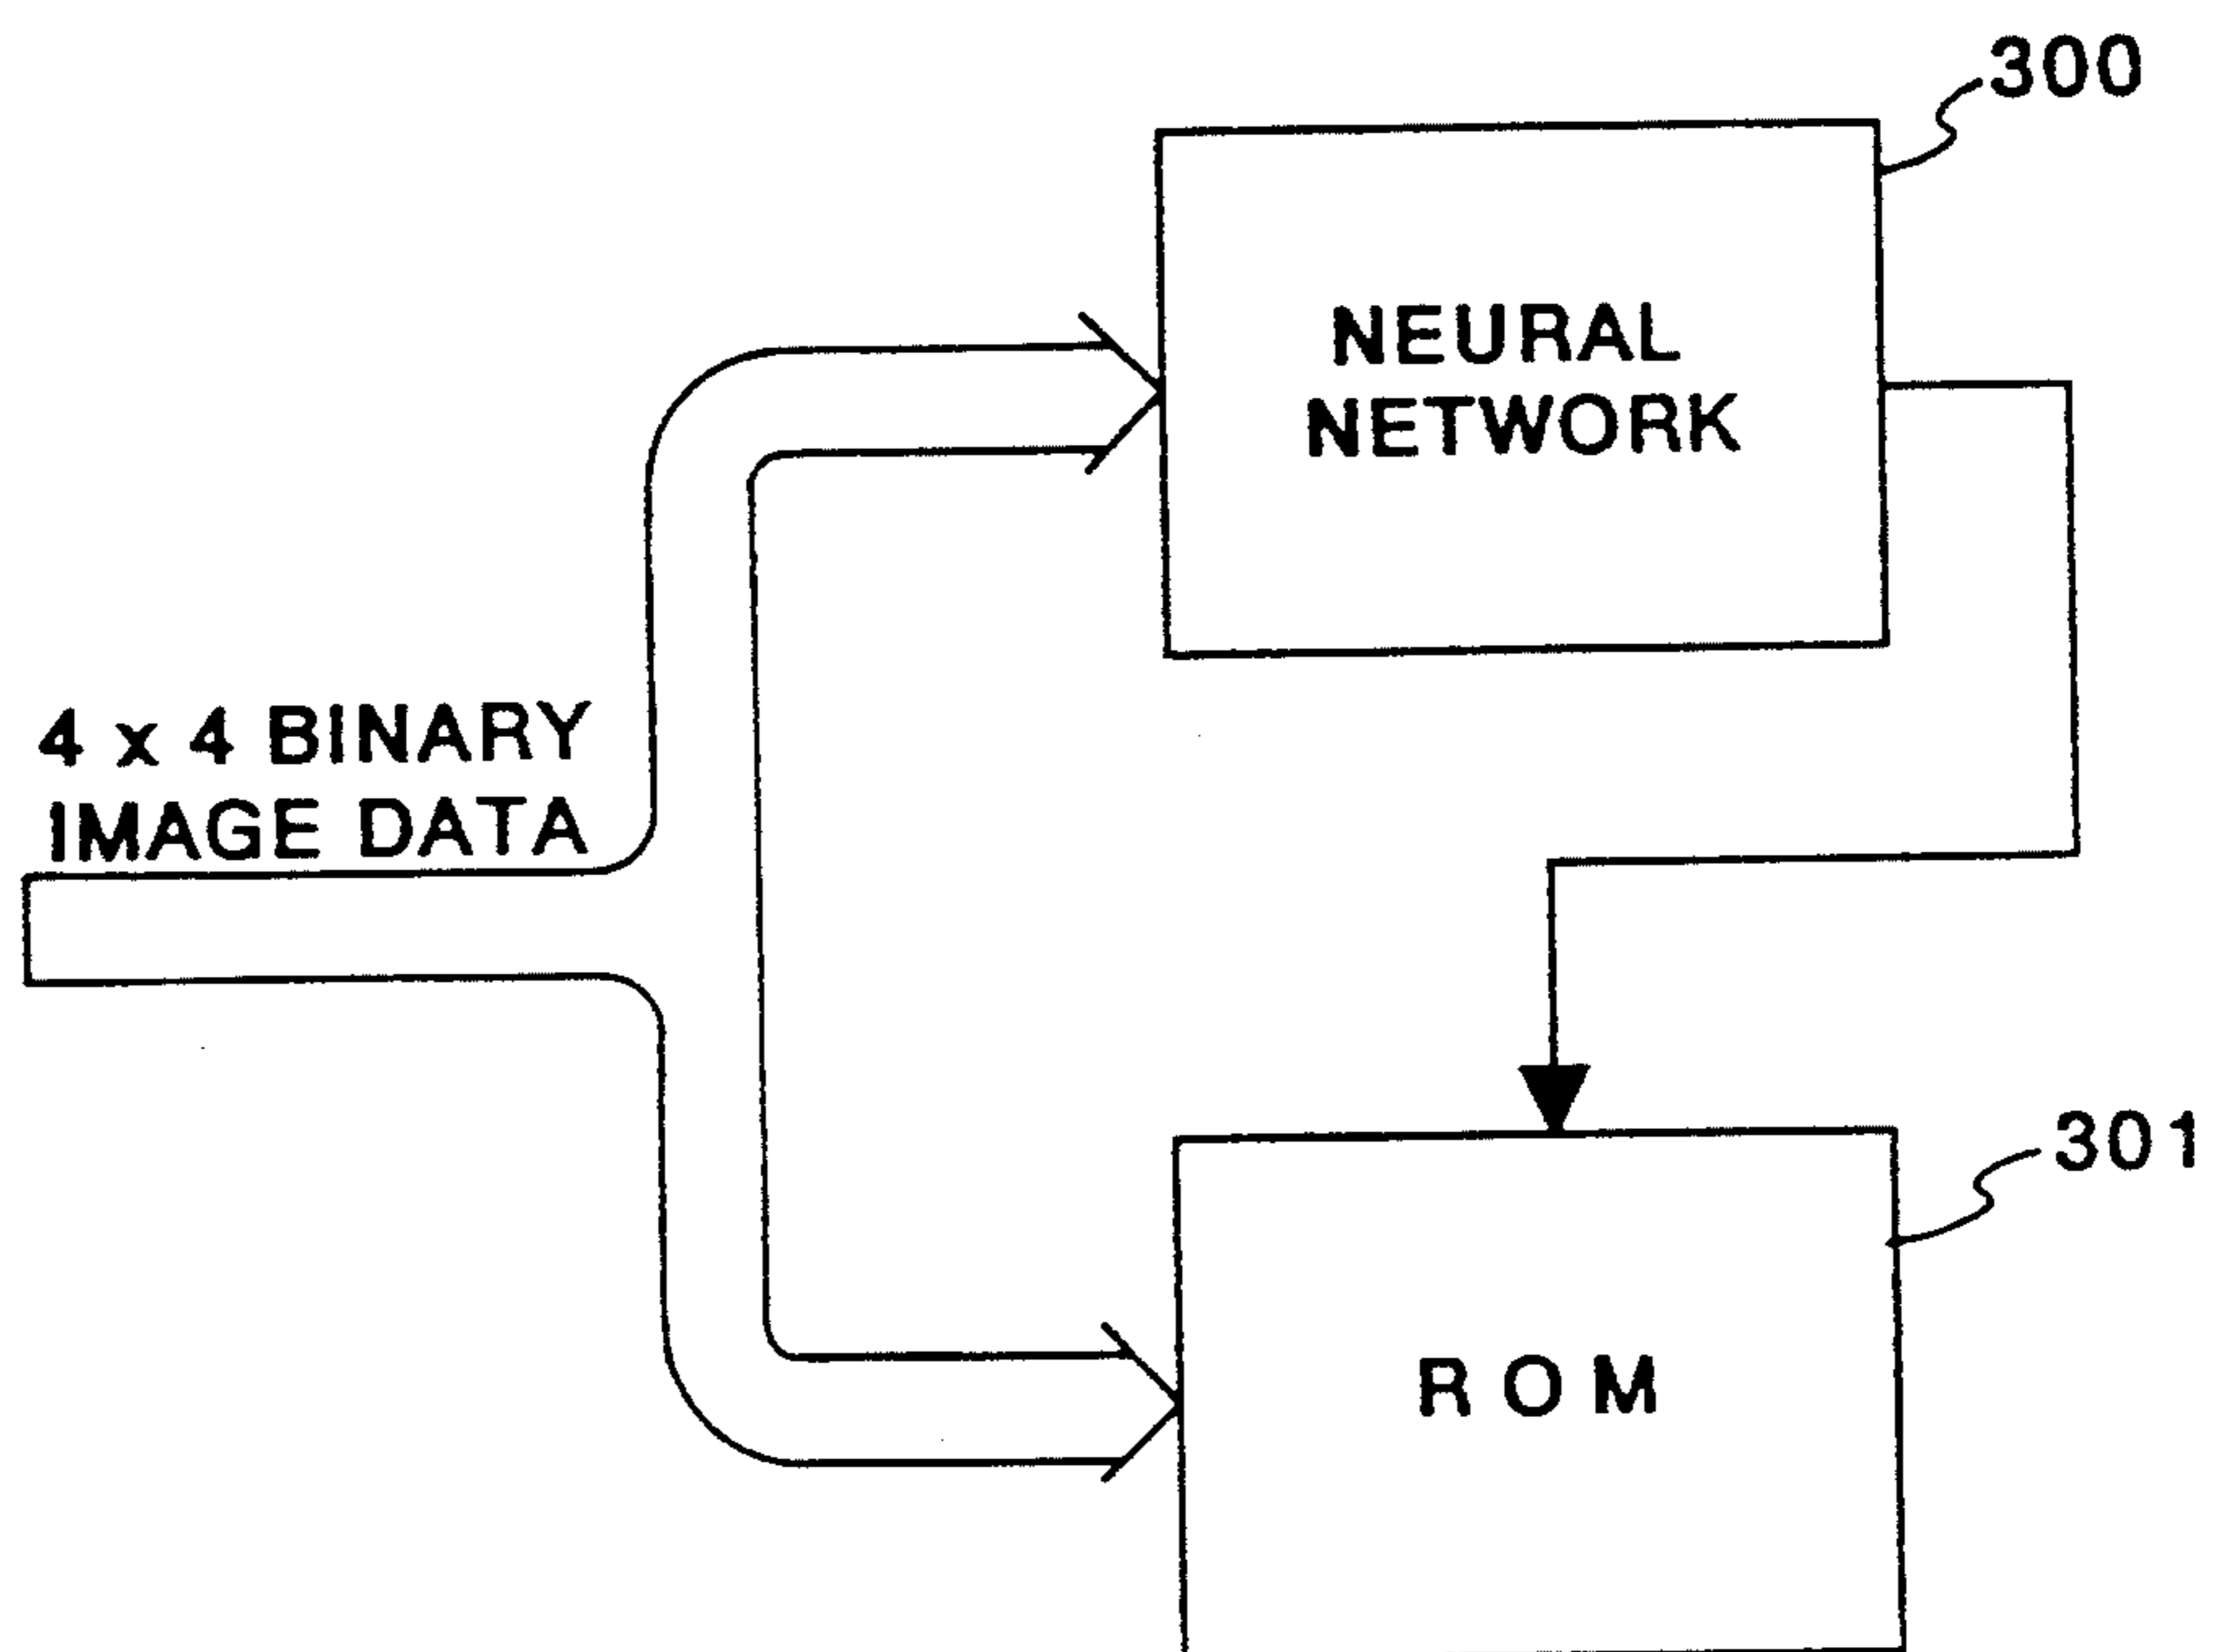 300
NEURAL
NETWORK
4 x 4 BINARY
IMAGE DATA
301
ROM